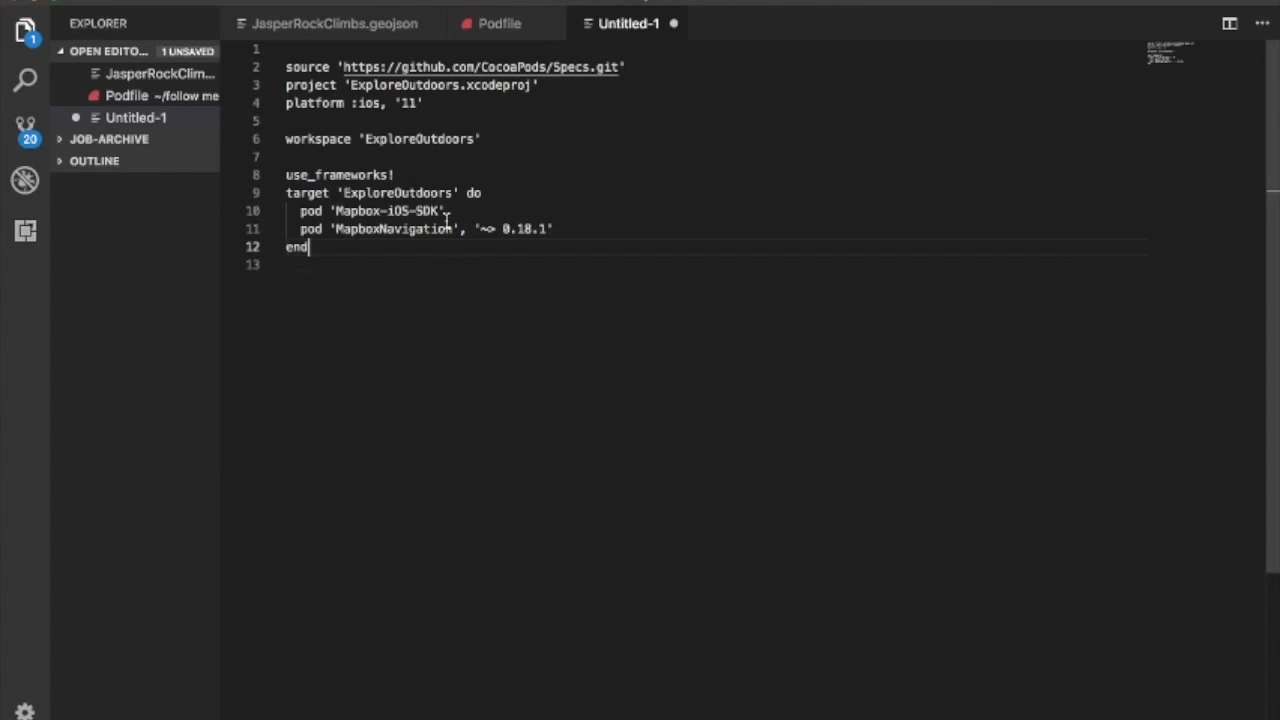 EXPLORER
JasperRockClimbs.geojson
Podfile
Untitled-1
1
OPEN EDITO... 1 UNSAVED
JasperRockClim...
Podfile ~/follow me
Untitled-1
20
JOB-ARCHIVE
OUTLINE
1
2 source 'https://github.com/CocoaPods/Specs.git'
3 project 'ExploreOutdoors.xcodeproj'
4 platform :ios, '11'
5
6 workspace 'ExploreOutdoors'
7
8 use_frameworks!
9 target 'ExploreOutdoors' do
10 pod 'Mapbox-iOS-SDK'
11 pod 'MapboxNavigation', '~> 0.18.1'
12 end
13